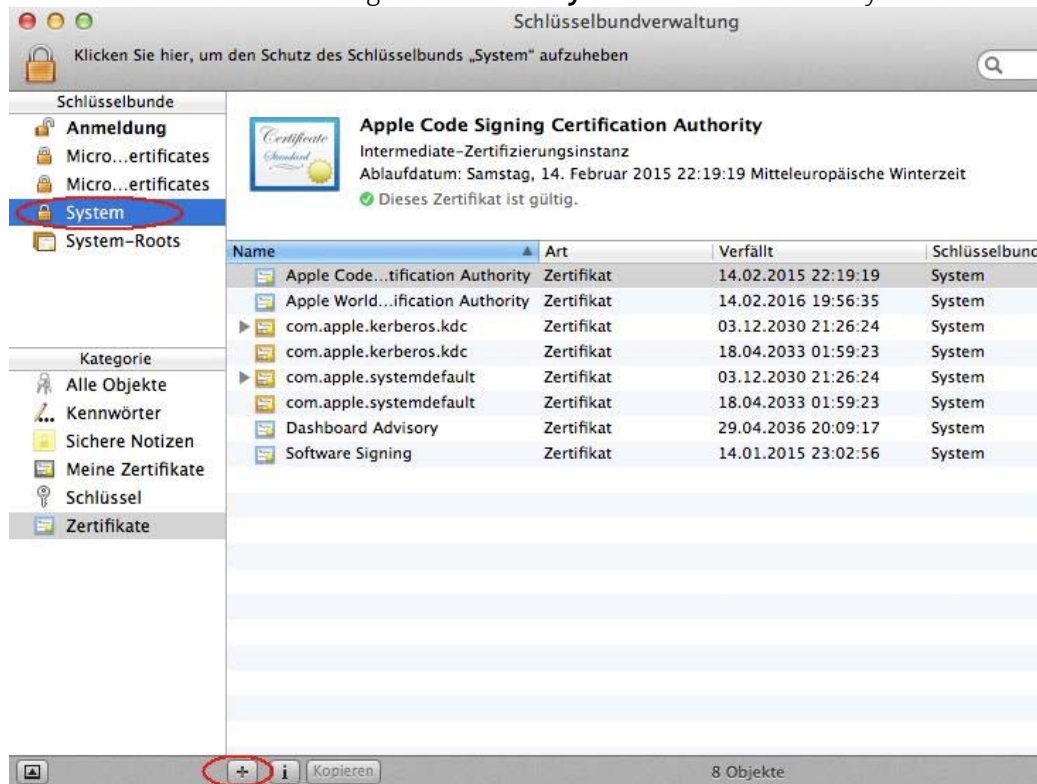 Schlüsselbundverwaltung
Klicken Sie hier, um den Schutz des Schlüsselbunds „System“ aufzuheben
Schlüsselbunde
Anmeldung
Micro...ertificates
Micro...ertificates
System
System-Roots
Kategorie
Alle Objekte
Kennwörter
Sichere Notizen
Meine Zertifikate
Schlüssel
Zertifikate
Certificate
Standard
Apple Code Signing Certification Authority
Intermediate-Zertifizierungsinstanz
Ablaufdatum: Samstag, 14. Februar 2015 22:19:19 Mitteleuropäische Winterzeit
Dieses Zertifikat ist gültig.
Name Art Verfällt Schlüsselbund
Apple Code...tification Authority Zertifikat 14.02.2015 22:19:19 System
Apple World...ification Authority Zertifikat 14.02.2016 19:56:35 System
com.apple.kerberos.kdc Zertifikat 03.12.2030 21:26:24 System
com.apple.kerberos.kdc Zertifikat 18.04.2033 01:59:23 System
com.apple.systemdefault Zertifikat 03.12.2030 21:26:24 System
com.apple.systemdefault Zertifikat 18.04.2033 01:59:23 System
Dashboard Advisory Zertifikat 29.04.2036 20:09:17 System
Software Signing Zertifikat 14.01.2015 23:02:56 System
+ i Kopieren 8 Objekte